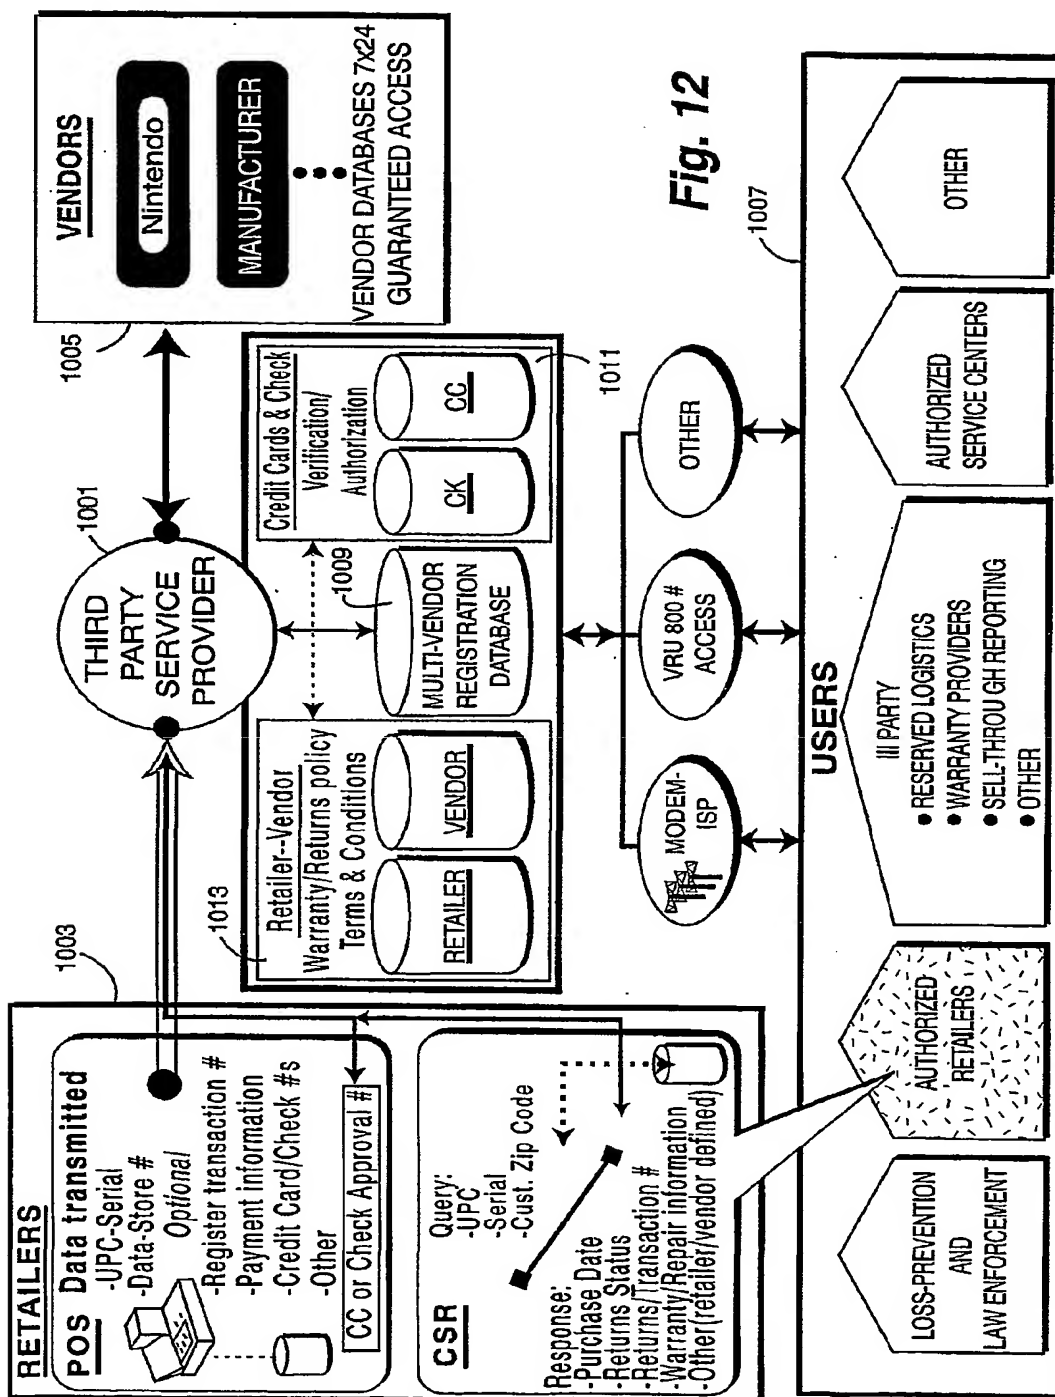 RETAILERS
POS Data transmitted
-UPC-Serial
-Data-Store #
Optional
-Register transaction #
-Payment Information
-Credit Card/Check #s
-Other
CC or Check Approval #
CSR
Query:
-UPC
-Serial
-Cust. Zip Code
Response:
-Purchase Date
-Returns Status
-Returns/Transaction #
-Warranty/Repair information
-Other(retailer/vendor defined)
1003
THIRD
PARTY
SERVICE
PROVIDER
1001
1013
Retailer--Vendor
Warranty/Returns policy
Terms & Conditions
RETAILER
VENDOR
1009
MULTI-VENDOR
REGISTRATION
DATABASE
Credit Cards & Check
Verification/
Authorization
CK
CC
1011
1005
VENDORS
Nintendo
MANUFACTURER
VENDOR DATABASES 7x24
GUARANTEED ACCESS
MODEM-
ISP
VRU 800 #
ACCESS
OTHER
Fig. 12
1007
USERS
LOSS-PREVENTION
AND
LAW ENFORCEMENT
AUTHORIZED
RETAILERS
III PARTY
● RESERVED LOGISTICS
● WARRANTY PROVIDERS
● SELL-THROU GH REPORTING
● OTHER
AUTHORIZED
SERVICE CENTERS
OTHER